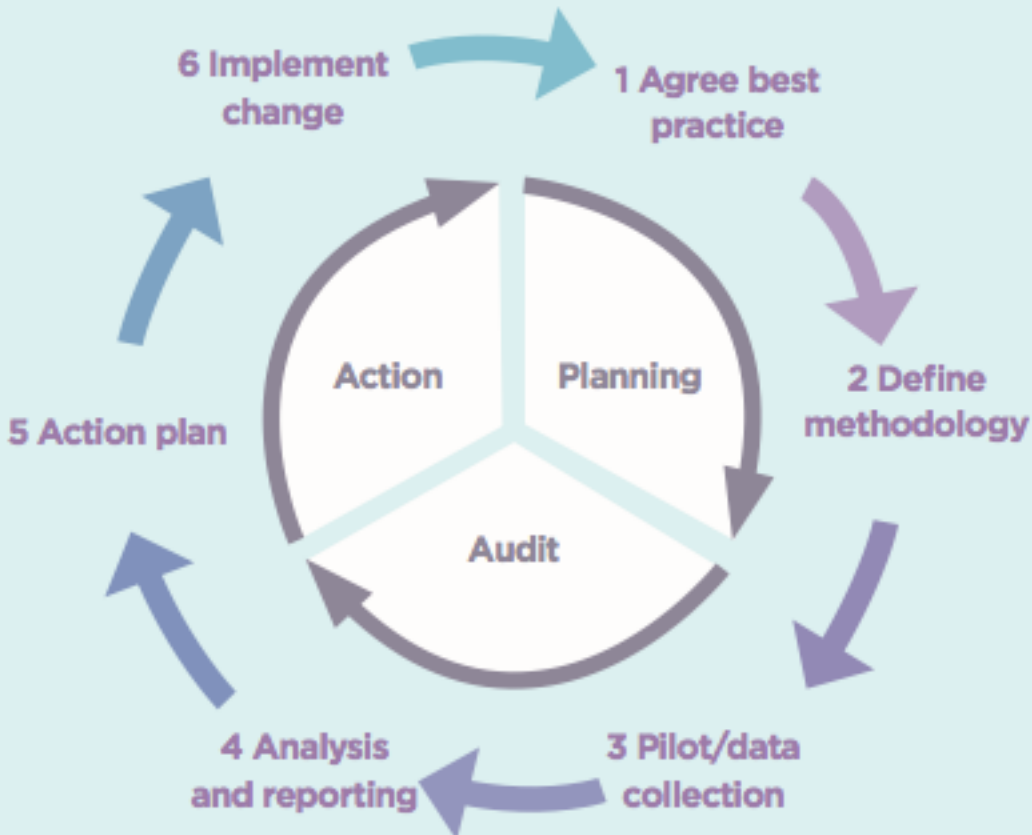 6 Implement
change
1 Agree best
practice
2 Define
methodology
3 Pilot/data
collection
4 Analysis
and reporting
5 Action plan
Action
Planning
Audit